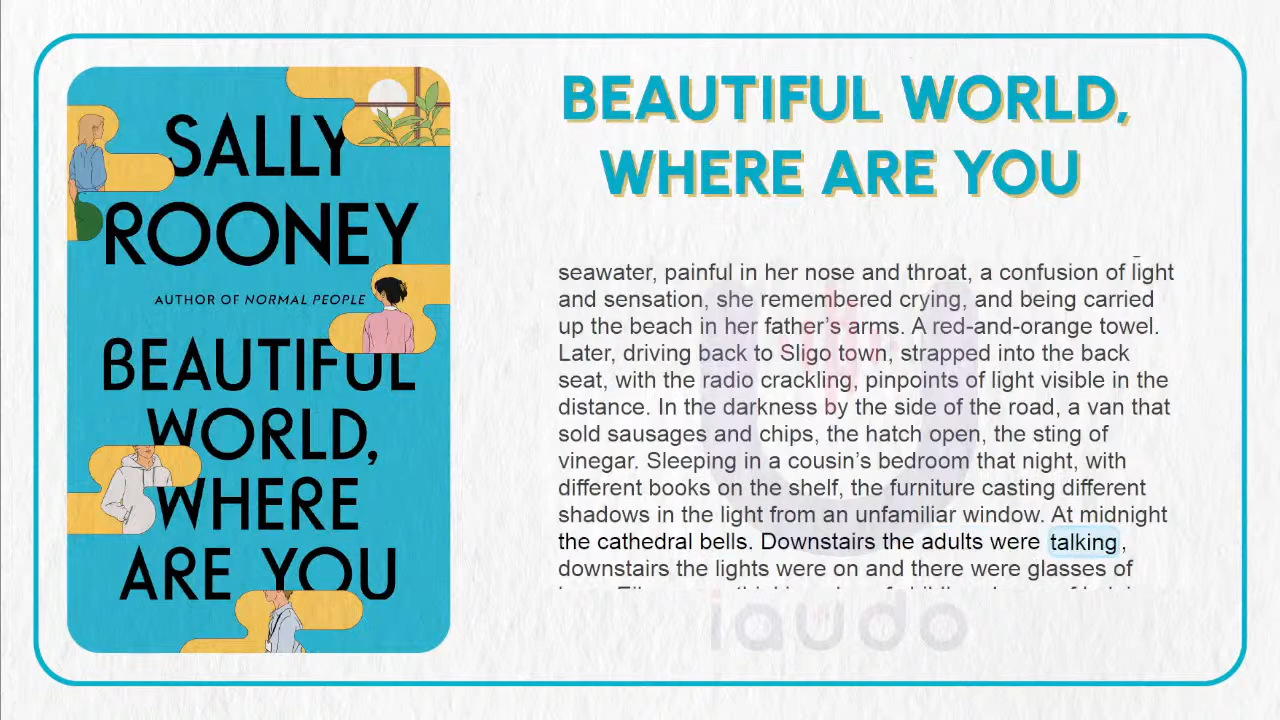 SALLY
ROONEY
AUTHOR OF NORMAL PEOPLE
BEAUTIFUL
WORLD,
WHERE
ARE YOU
BEAUTIFUL WORLD,
WHERE ARE YOU
seawater, painful in her nose and throat, a confusion of light
and sensation, she remembered crying, and being carried
up the beach in her father’s arms. A red-and-orange towel.
Later, driving back to Sligo town, strapped into the back
seat, with the radio crackling, pinpoints of light visible in the
distance. In the darkness by the side of the road, a van that
sold sausages and chips, the hatch open, the sting of
vinegar. Sleeping in a cousin’s bedroom that night, with
different books on the shelf, the furniture casting different
shadows in the light from an unfamiliar window. At midnight
the cathedral bells. Downstairs the adults were talking,
downstairs the lights were on and there were glasses of
iaudo